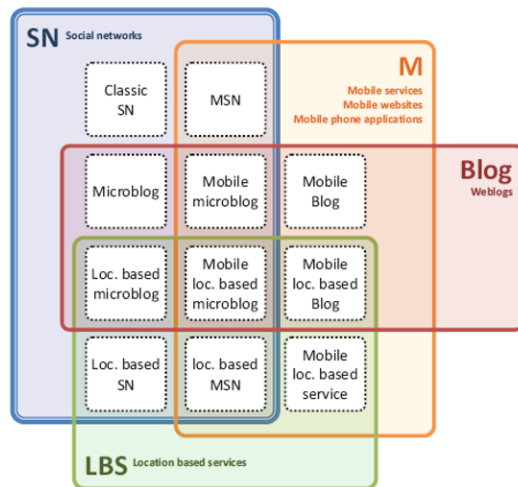 SN Social networks
M
Mobile services
Mobile websites
Mobile phone applications
Classic
SN
MSN
Blog
Weblogs
Microblog
Mobile
microblog
Mobile
Blog
Loc. based
microblog
Mobile
loc. based
microblog
Mobile
loc. based
Blog
Loc. based
SN
loc. based
MSN
Mobile
loc. based
service
LBS Location based services